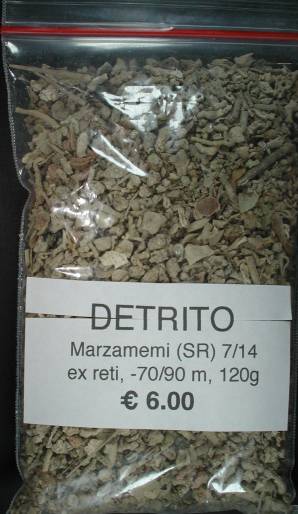 DETRITO
Marzamemi (SR) 7/14
ex reti, -70/90 m, 120g
€ 6.00